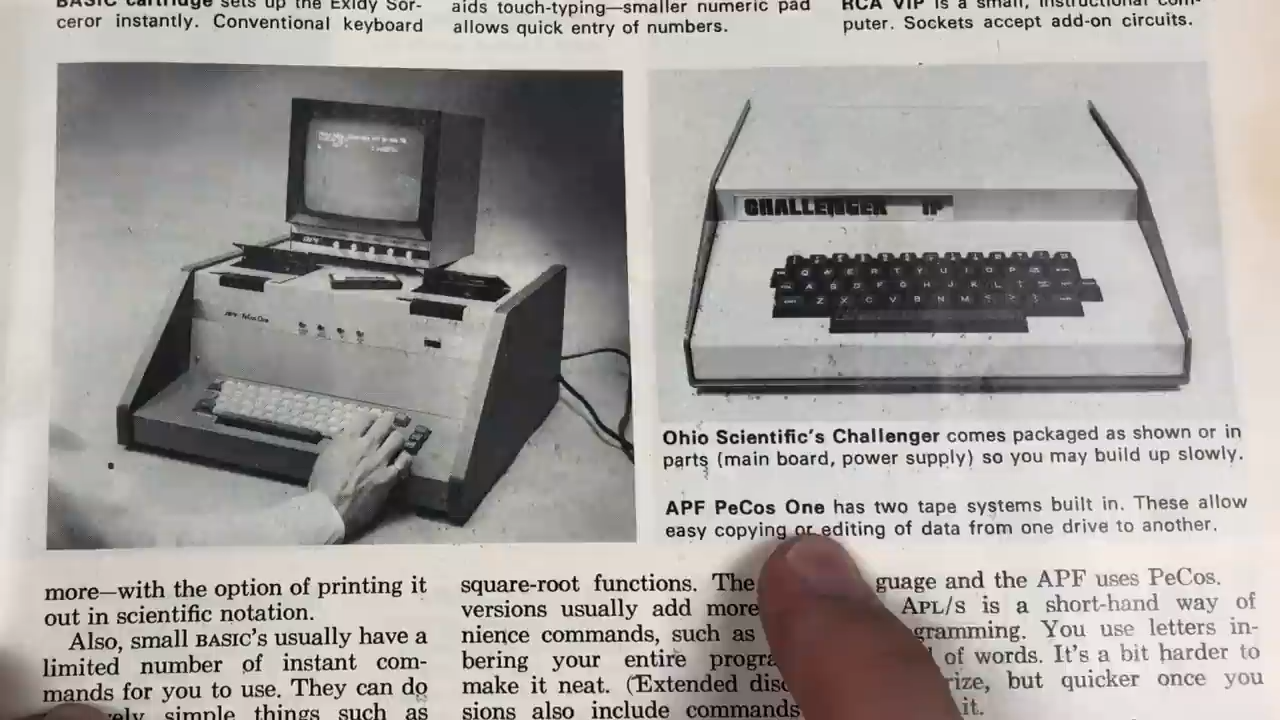 BASIC cartridge sets up the Exidy Sor-
ceror instantly. Conventional keyboard
aids touch-typing—smaller numeric pad
allows quick entry of numbers.
RCA VIP is a small, instructional com-
puter. Sockets accept add-on circuits.
CHALLENGER 1P
Q W E R T Y U I O P
A S D F G H J K L
Z X C V B N M
Ohio Scientific's Challenger comes packaged as shown or in
parts (main board, power supply) so you may build up slowly.
APF PeCos One has two tape systems built in. These allow
easy copying or editing of data from one drive to another.
more—with the option of printing it
out in scientific notation.
Also, small BASIC's usually have a
limited number of instant com-
mands for you to use. They can do
simple things such as
square-root functions. The
versions usually add more
nience commands, such as
bering your entire
make it neat. (Extended
sions also include commands
guage and the APF uses PeCos.
APL/S is a short-hand way of
You use letters in-
of words. It's a bit harder to
but quicker once you
it.